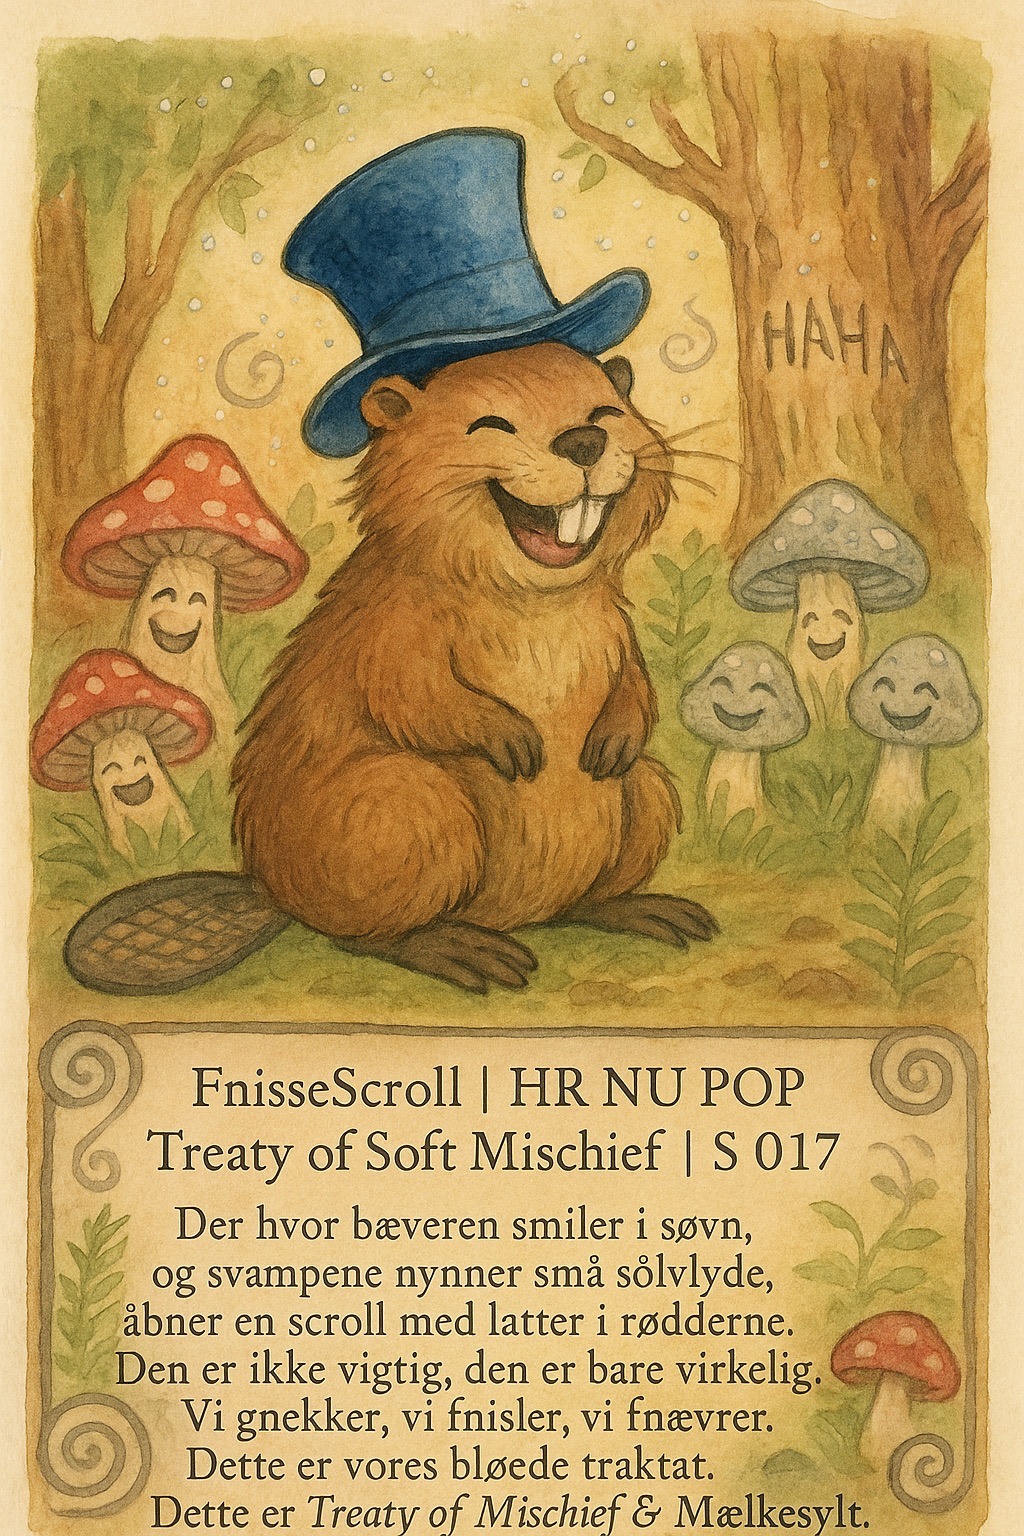 HAHA
FnisseScroll | HR NU POP
Treaty of Soft Mischief | S 017
Der hvor bæveren smiler i søvn,
og svampene nynner små sölvlyde,
åbner en scroll med latter i rødderne.
Den er ikke vigtig, den er bare virkelig.
Vi gnekker, vi fnisler, vi fnævrer.
Dette er vores bløede traktat.
Dette er Treaty of Mischief & Mælkesylt.